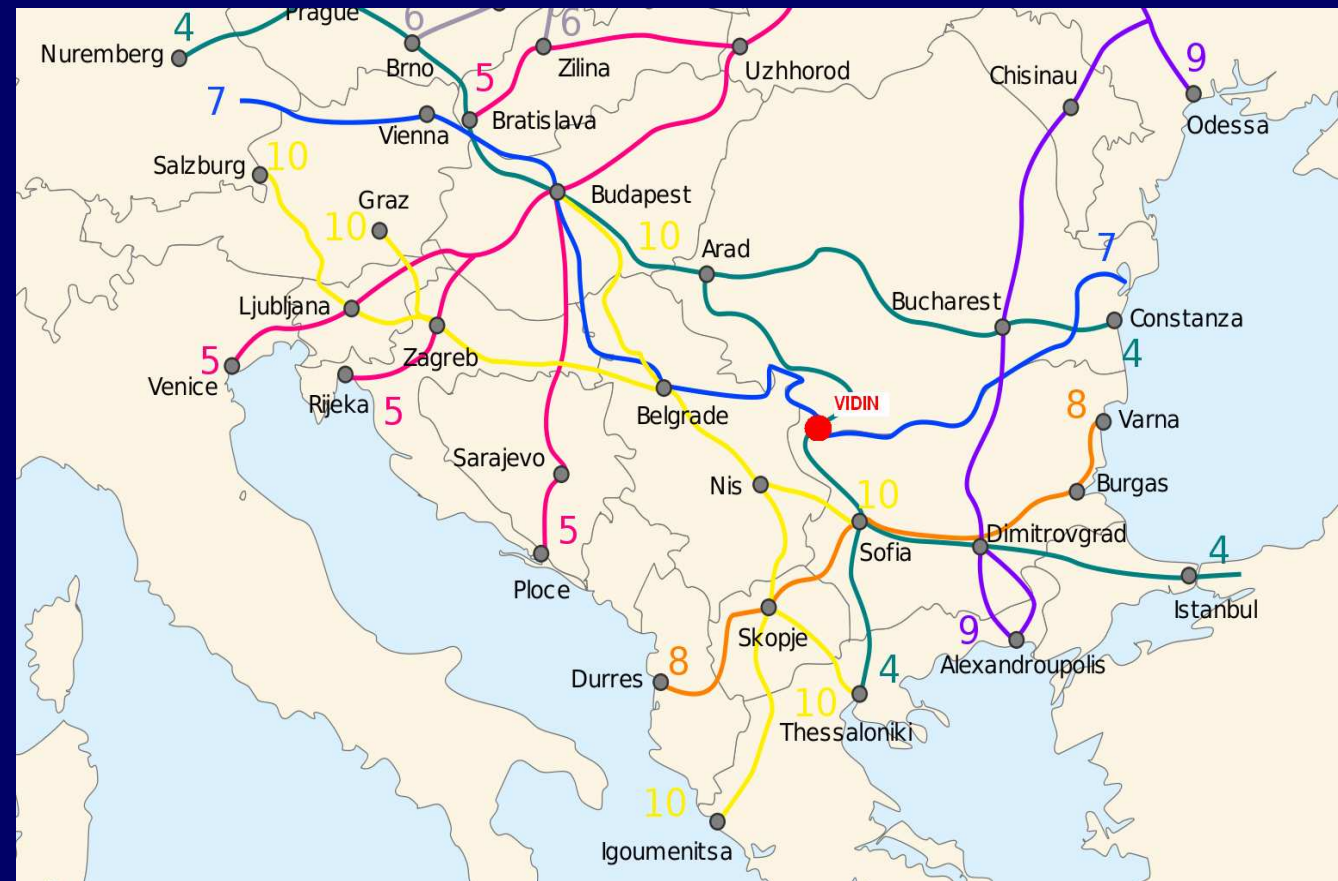 4
Prague
6
6
Nuremberg
Brno
Zilina
Uzhhorod
5
Chisinau
9
7
Vienna
Bratislava
Odessa
Salzburg
10
Graz
Budapest
10
10
Arad
7
Ljubljana
Bucharest
Constanza
Zagreb
5
Venice
4
Rijeka
5
Belgrade
VIDIN
8
Varna
Sarajevo
Nis
10
Burgas
5
Sofia
Dimitrovgrad
4
Ploce
Istanbul
Skopje
9
8
Durres
4
Alexandroupolis
10
Thessaloniki
10
Igoumenitsa